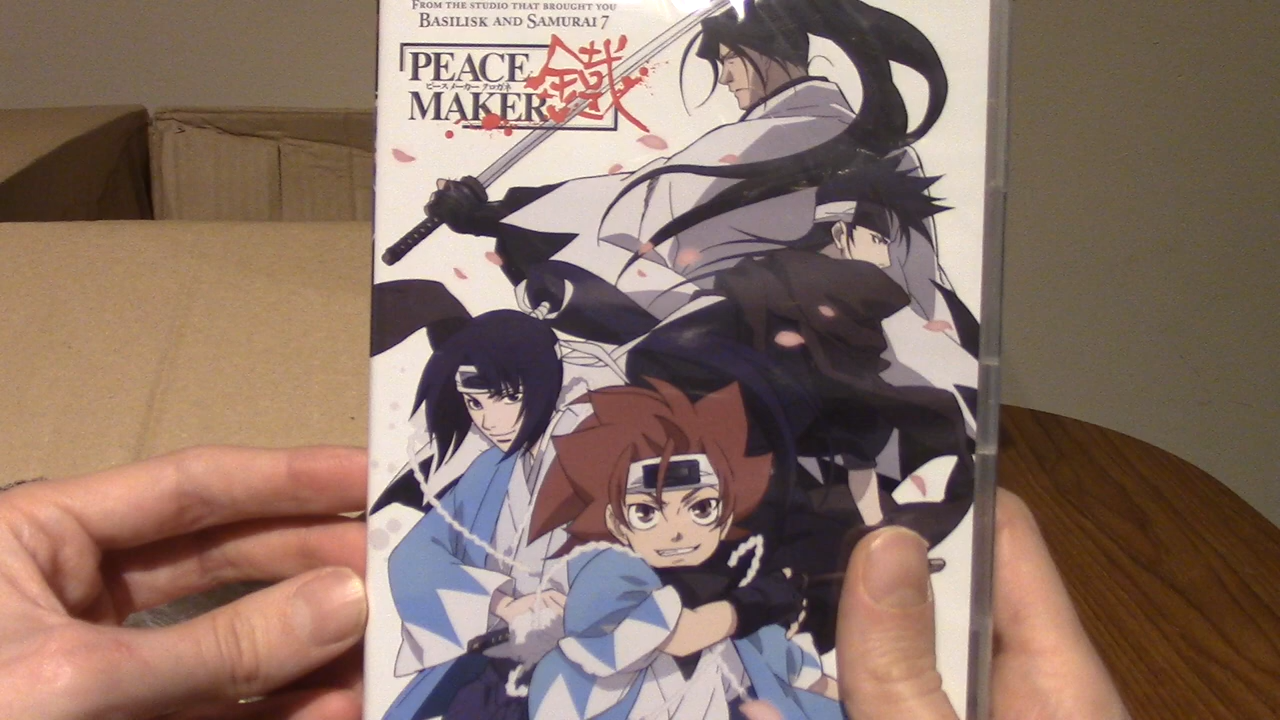 FROM THE STUDIO THAT BROUGHT YOU
BASILISK AND SAMURAI 7
PEACE
ピースメーカー クロガネ
MAKER
鐵